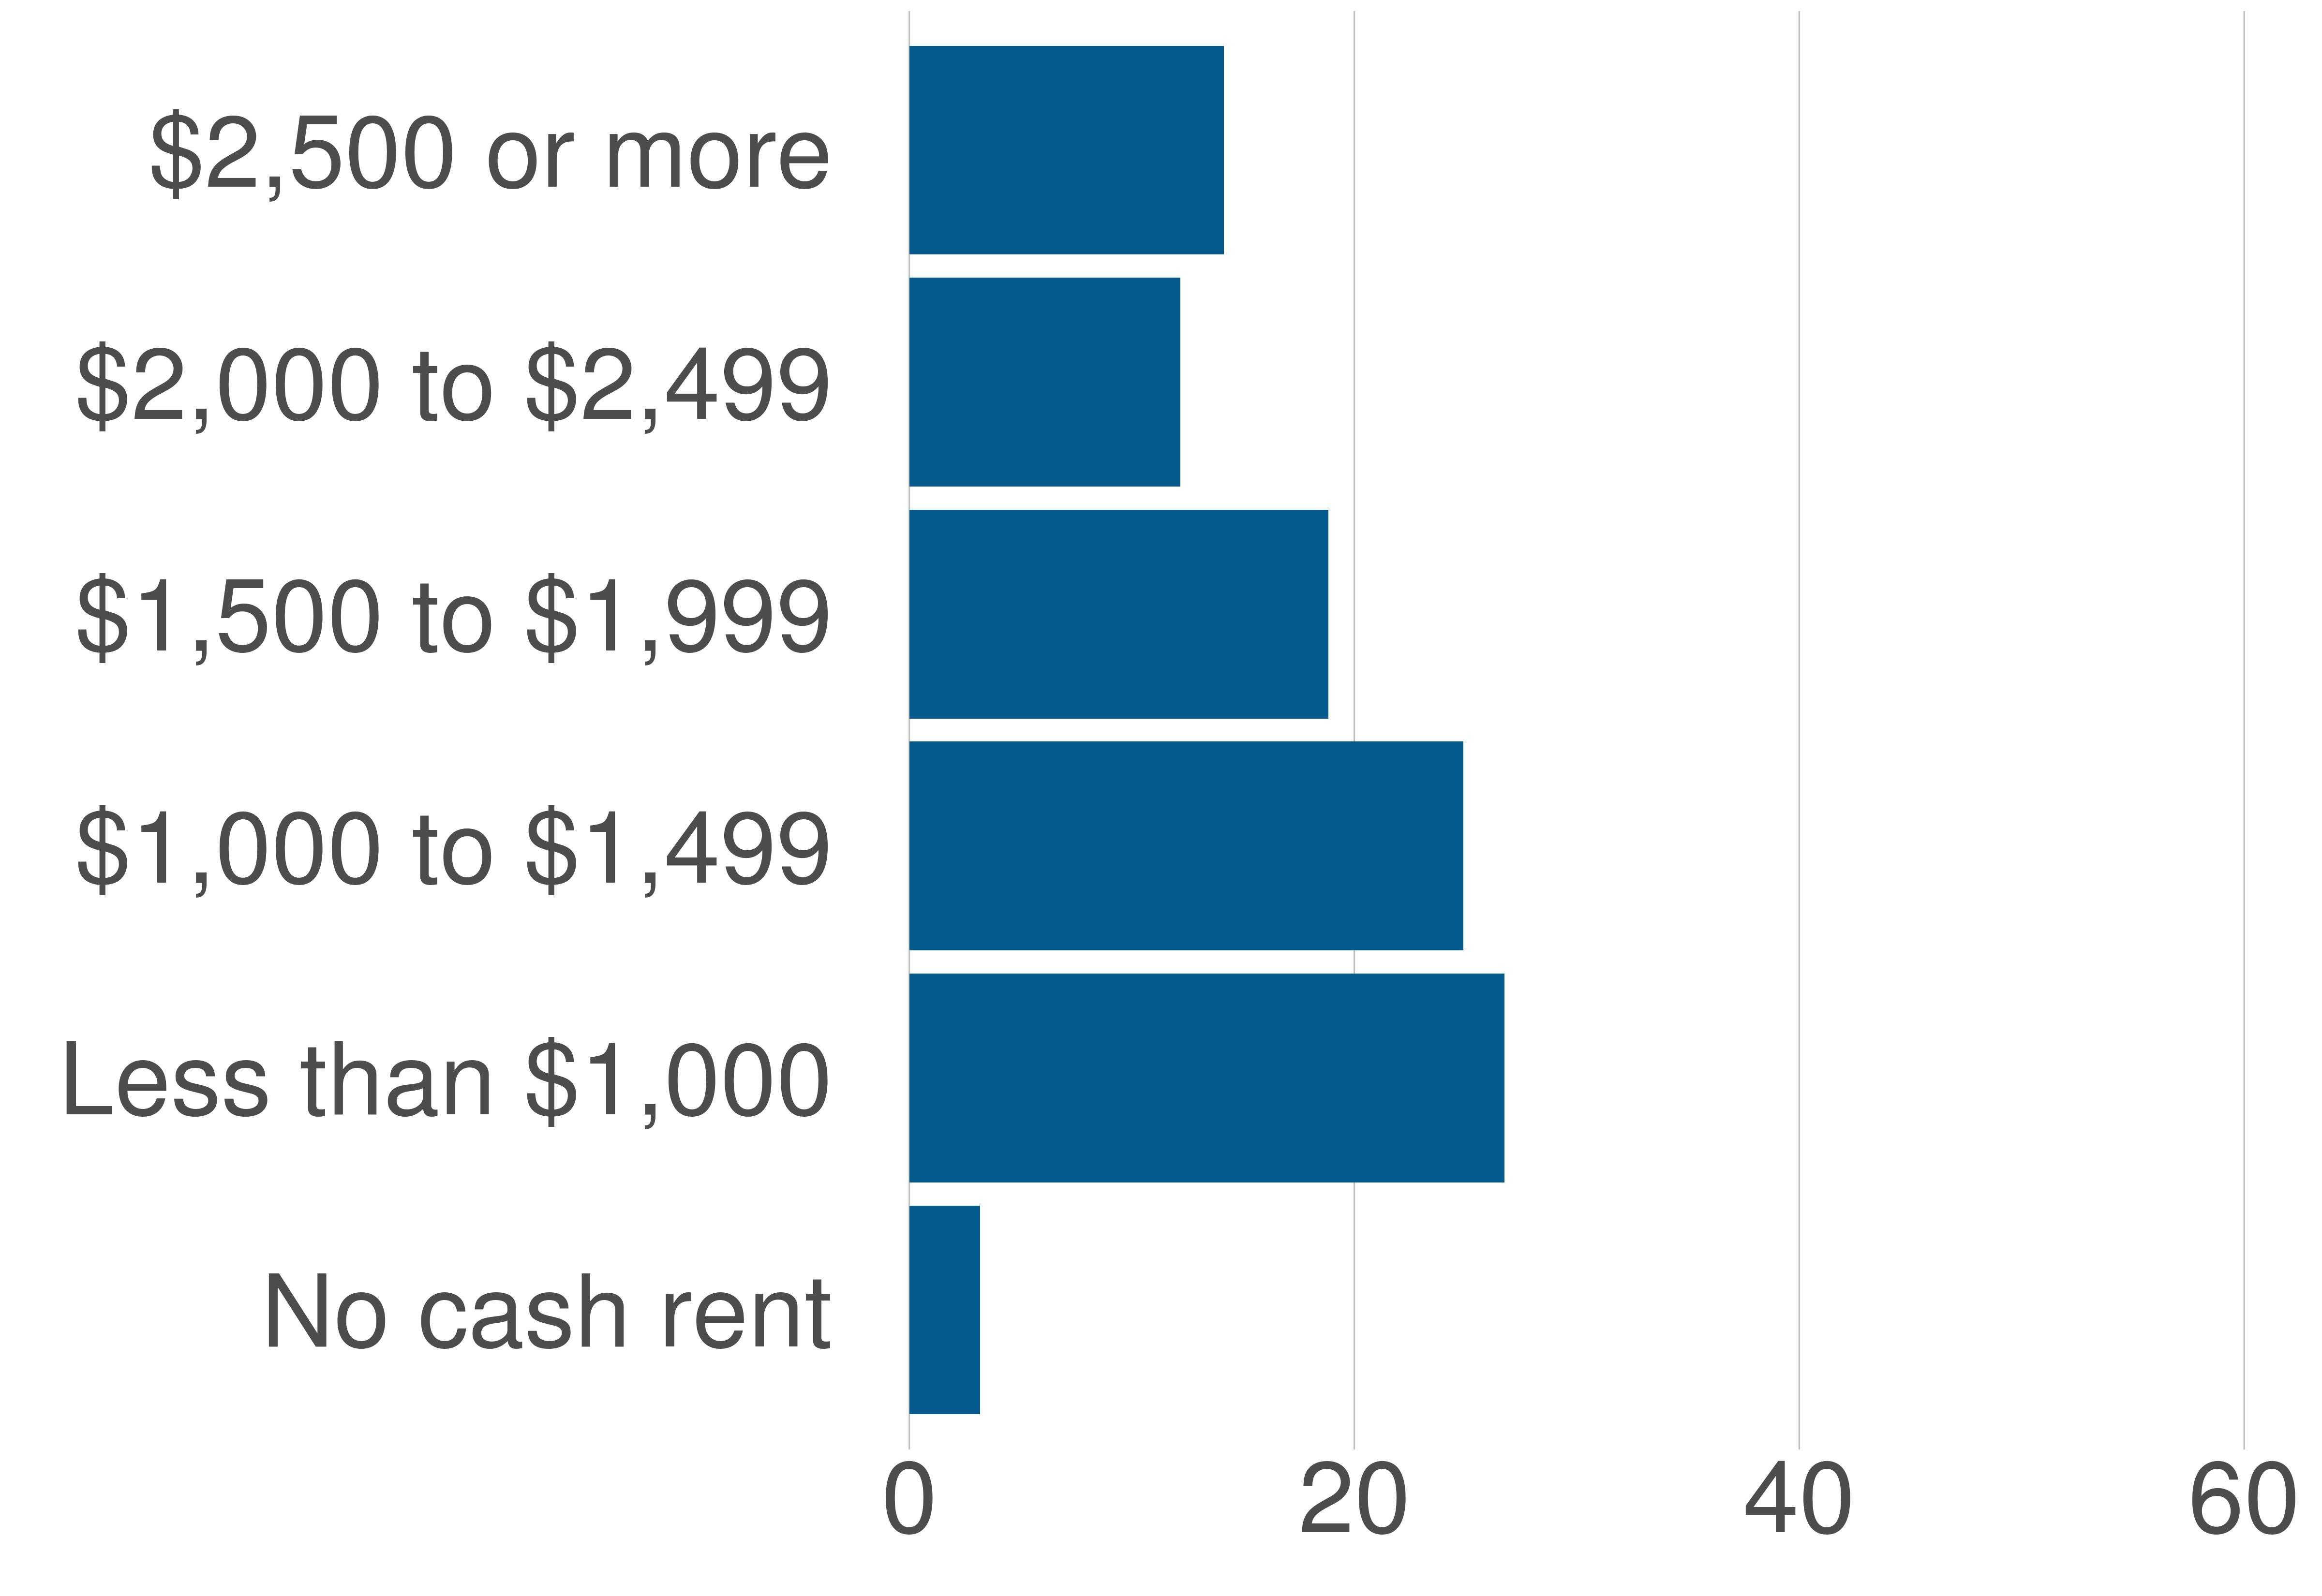 $2,500 or more
$2,000 to $2,499
$1,500 to $1,999
$1,000 to $1,499
Less than $1,000
No cash rent
0 20 40 60